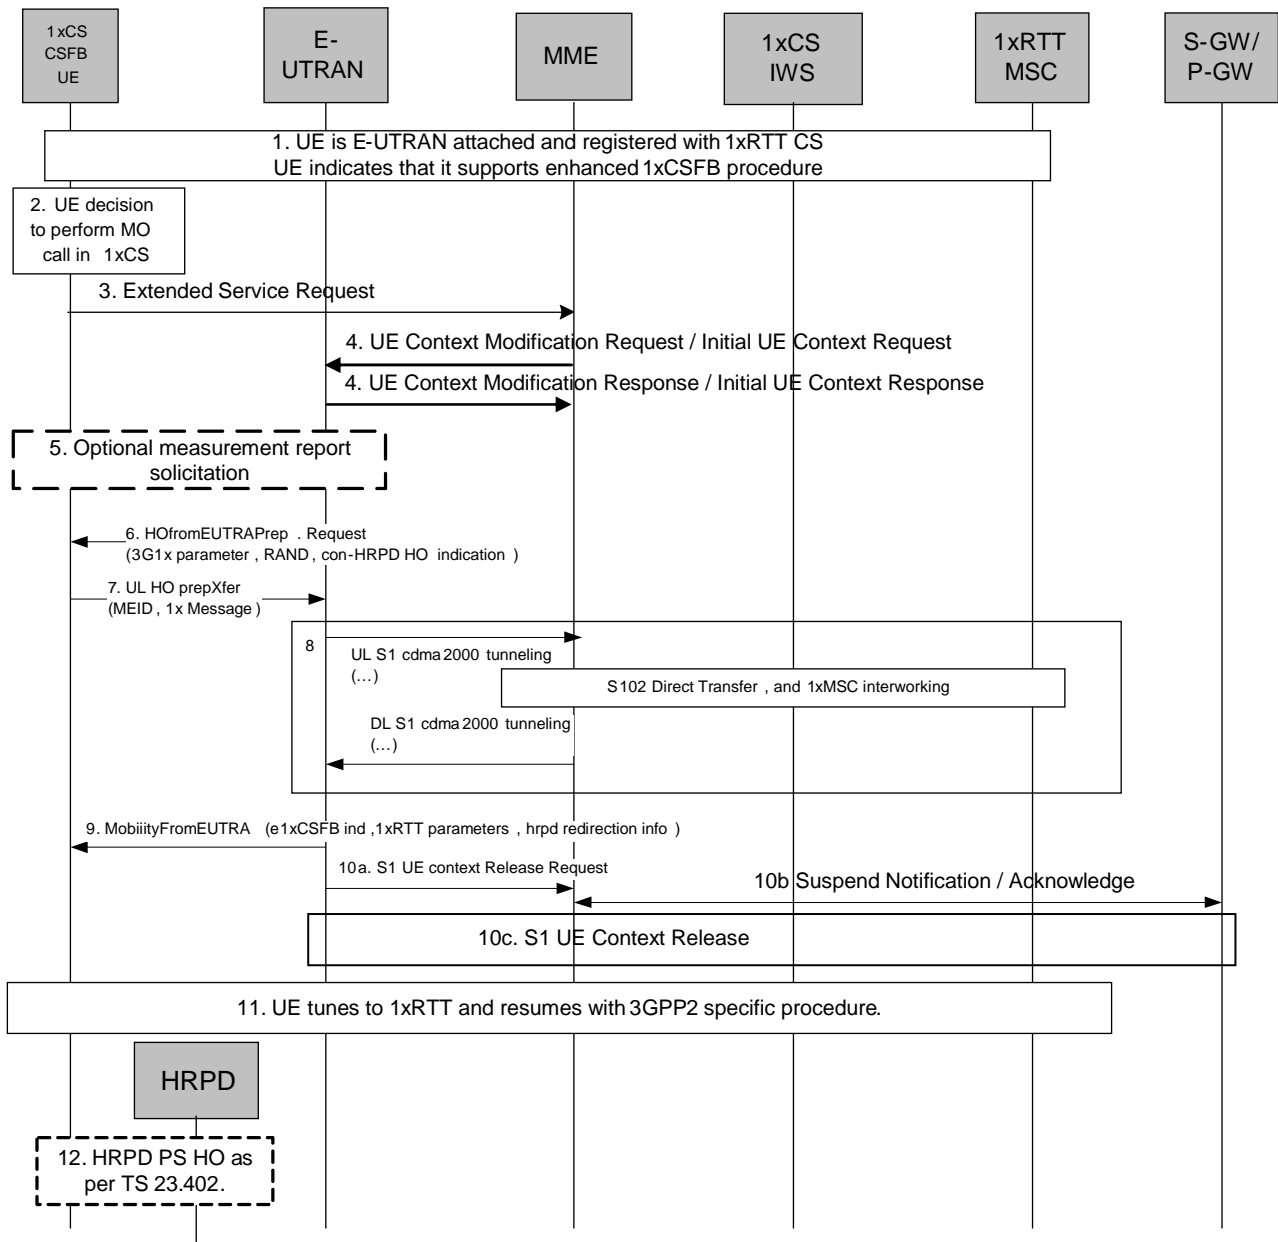 1xCS
CSFB
UE
E-
UTRAN
MME
1xCS
IWS
1xRTT
MSC
S-GW/
P-GW
1. UE is E-UTRAN attached and registered with 1xRTT CS
UE indicates that it supports enhanced 1xCSFB procedure
2. UE decision
to perform MO
call in 1xCS
3. Extended Service Request
4. UE Context Modification Request / Initial UE Context Request
4. UE Context Modification Response / Initial UE Context Response
5. Optional measurement report
solicitation
6. HOfromEUTRAPrep . Request
(3G1x parameter , RAND , con-HRPD HO indication )
7. UL HO prepXfer
(MEID , 1x Message )
8
UL S1 cdma2000 tunneling
(...)
S102 Direct Transfer , and 1xMSC interworking
DL S1 cdma2000 tunneling
(...)
9. MobiiityFromEUTRA (e1xCSFB ind ,1xRTT parameters , hrpd redirection info )
10a. S1 UE context Release Request
10b Suspend Notification / Acknowledge
10c. S1 UE Context Release
11. UE tunes to 1xRTT and resumes with 3GPP2 specific procedure.
HRPD
12. HRPD PS HO as
per TS 23.402.